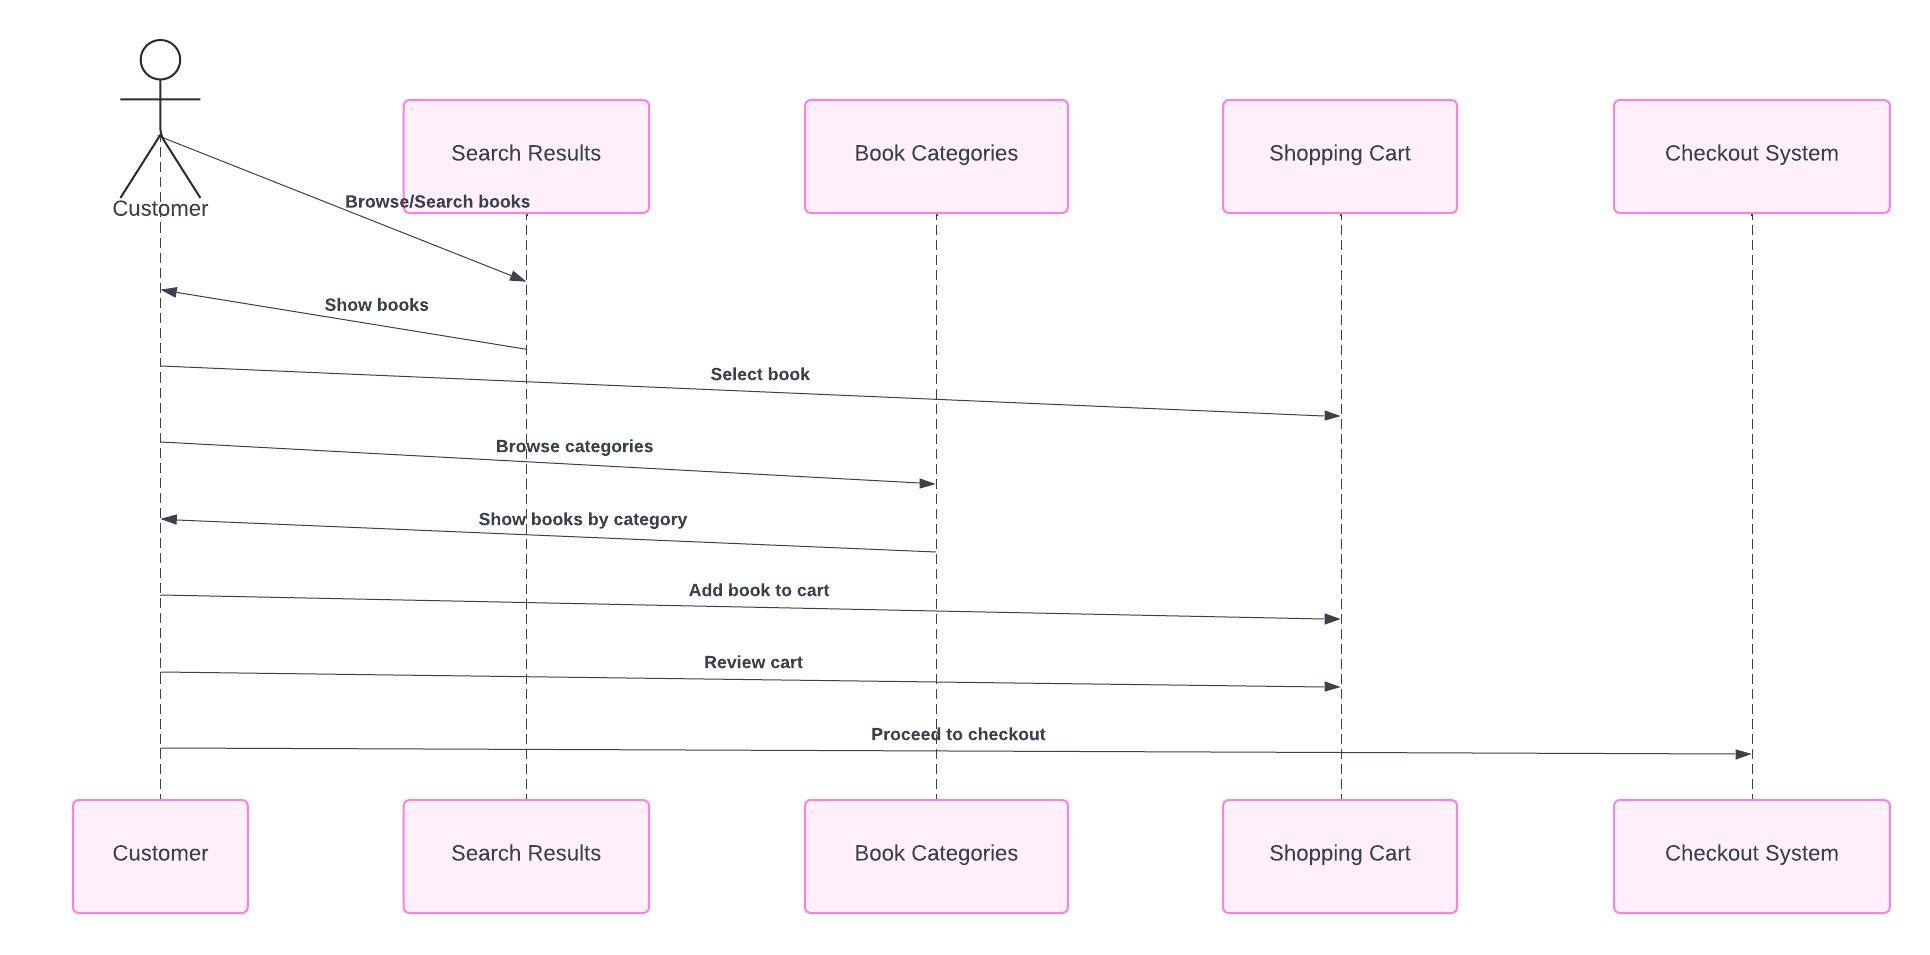 Search Results
Book Categories
Shopping Cart
Checkout System
Customer
Browse/Search books
Show books
Select book
Browse categories
Show books by category
Add book to cart
Review cart
Proceed to checkout
Customer
Search Results
Book Categories
Shopping Cart
Checkout System